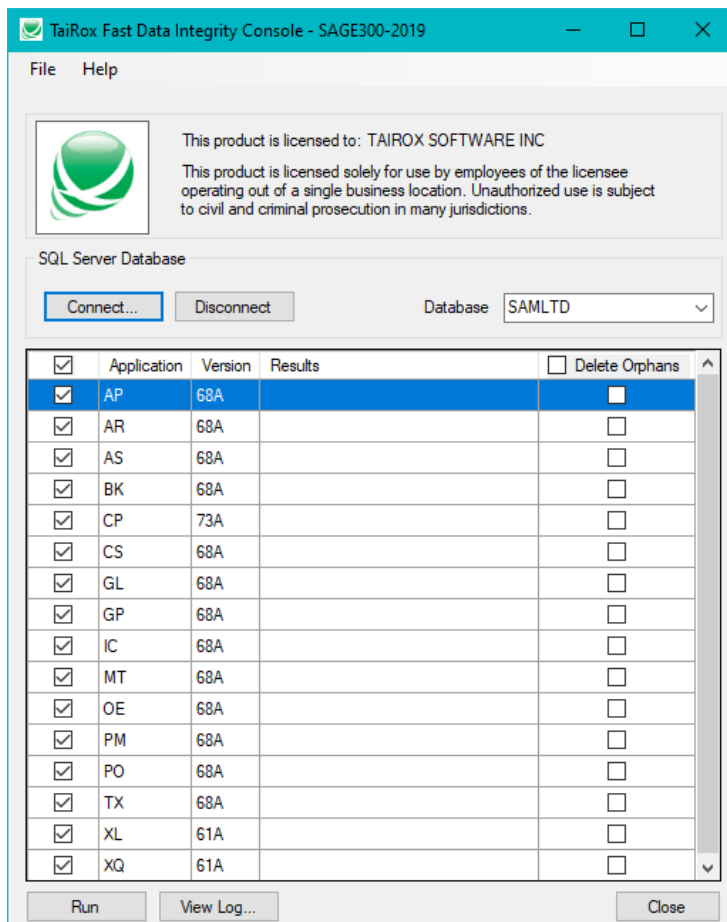 TaiRox Fast Data Integrity Console - SAGE300-2019
File Help
This product is licensed to: TAIROX SOFTWARE INC
This product is licensed solely for use by employees of the licensee
operating out of a single business location. Unauthorized use is subject
to civil and criminal prosecution in many jurisdictions.
SQL Server Database
Connect... Disconnect Database SAMLTD
Application Version Results Delete Orphans
AP 68A
AR 68A
AS 68A
BK 68A
CP 73A
CS 68A
GL 68A
GP 68A
IC 68A
MT 68A
OE 68A
PM 68A
PO 68A
TX 68A
XL 61A
XQ 61A
Run View Log... Close